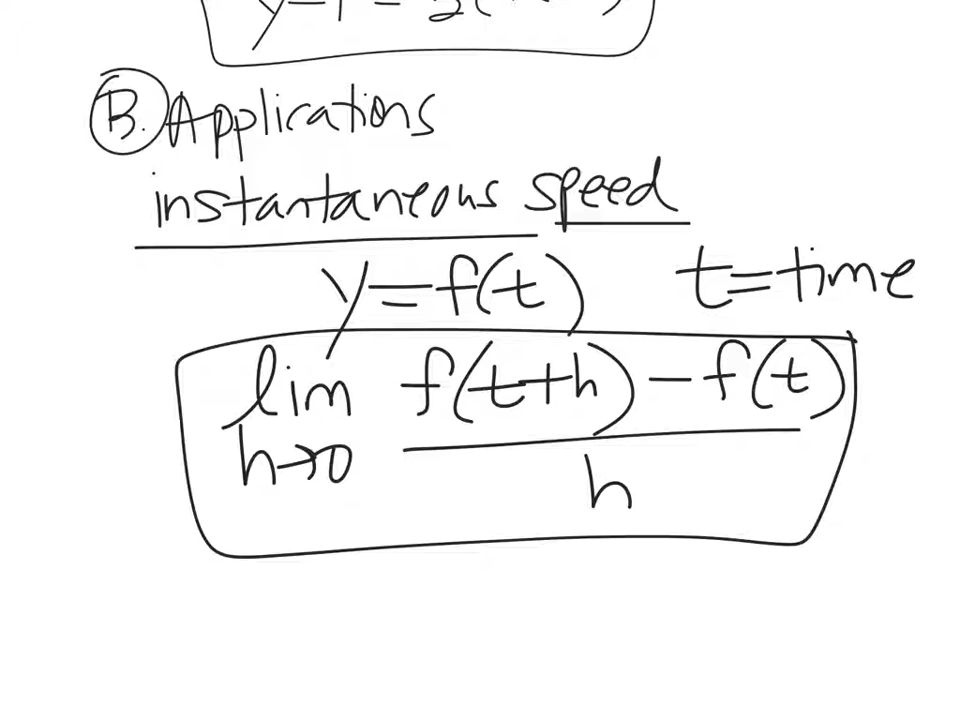 B. Applications
instantaneous speed
y=f(t) t=time
lim f(t+h)-f(t)
h→0 h